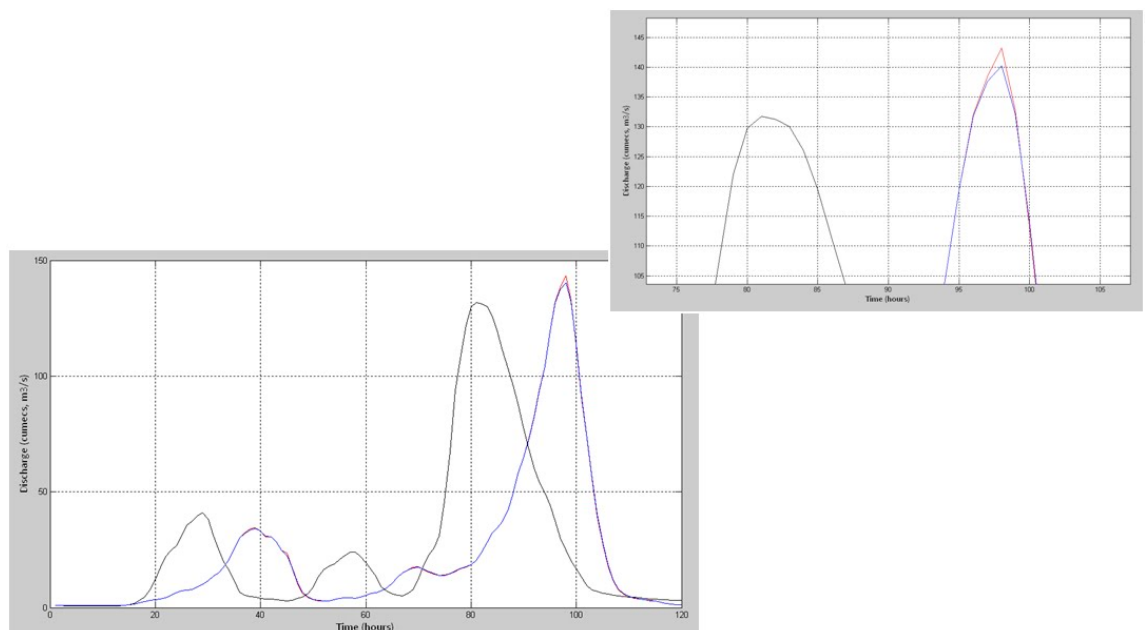 145
140
135
130
125
120
115
110
105
75 80 85 90 95 100 105
Discharge (cumecs, m3/s)
Time (hours)
150
100
50
0
0 20 40 60 80 100 120
Discharge (cumecs, m3/s)
Time (hours)